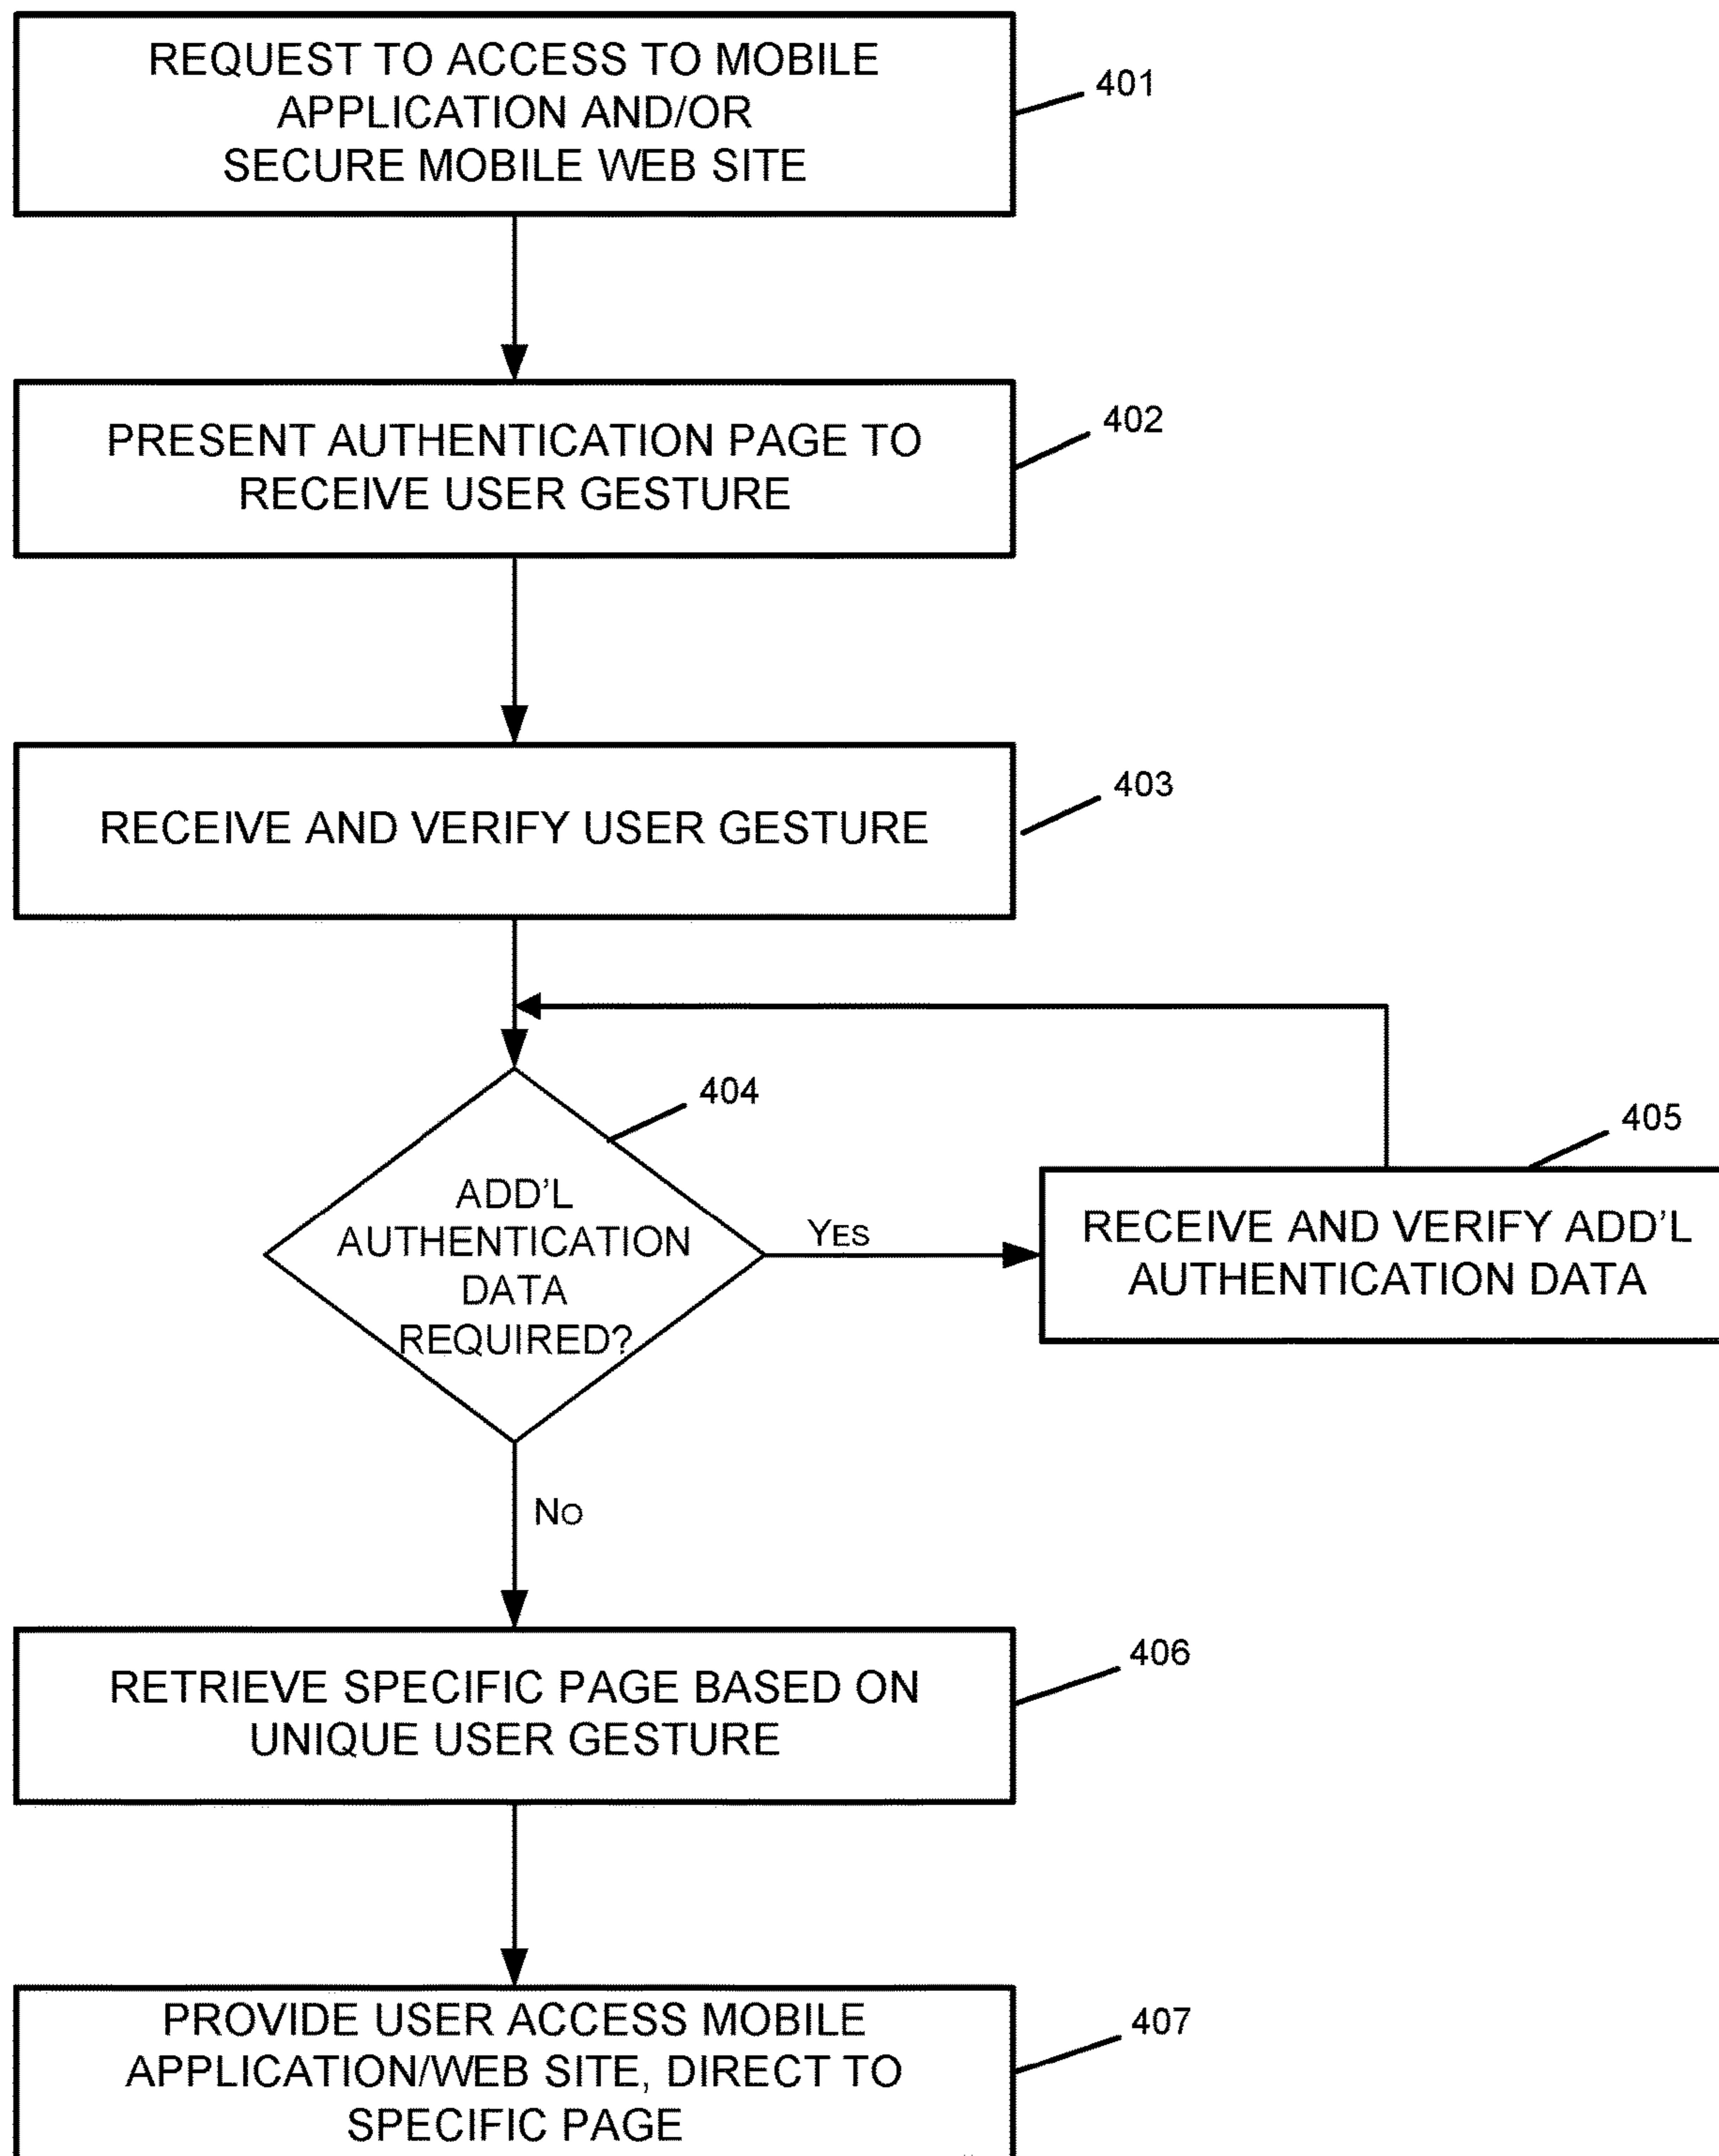 REQUEST TO ACCESS TO MOBILE
APPLICATION AND/OR
SECURE MOBILE WEB SITE
401
PRESENT AUTHENTICATION PAGE TO
RECEIVE USER GESTURE
402
RECEIVE AND VERIFY USER GESTURE
403
404
ADD'L
AUTHENTICATION
DATA
REQUIRED?
YES
405
RECEIVE AND VERIFY ADD'L
AUTHENTICATION DATA
NO
RETRIEVE SPECIFIC PAGE BASED ON
UNIQUE USER GESTURE
406
PROVIDE USER ACCESS MOBILE
APPLICATION/WEB SITE, DIRECT TO
SPECIFIC PAGE
407